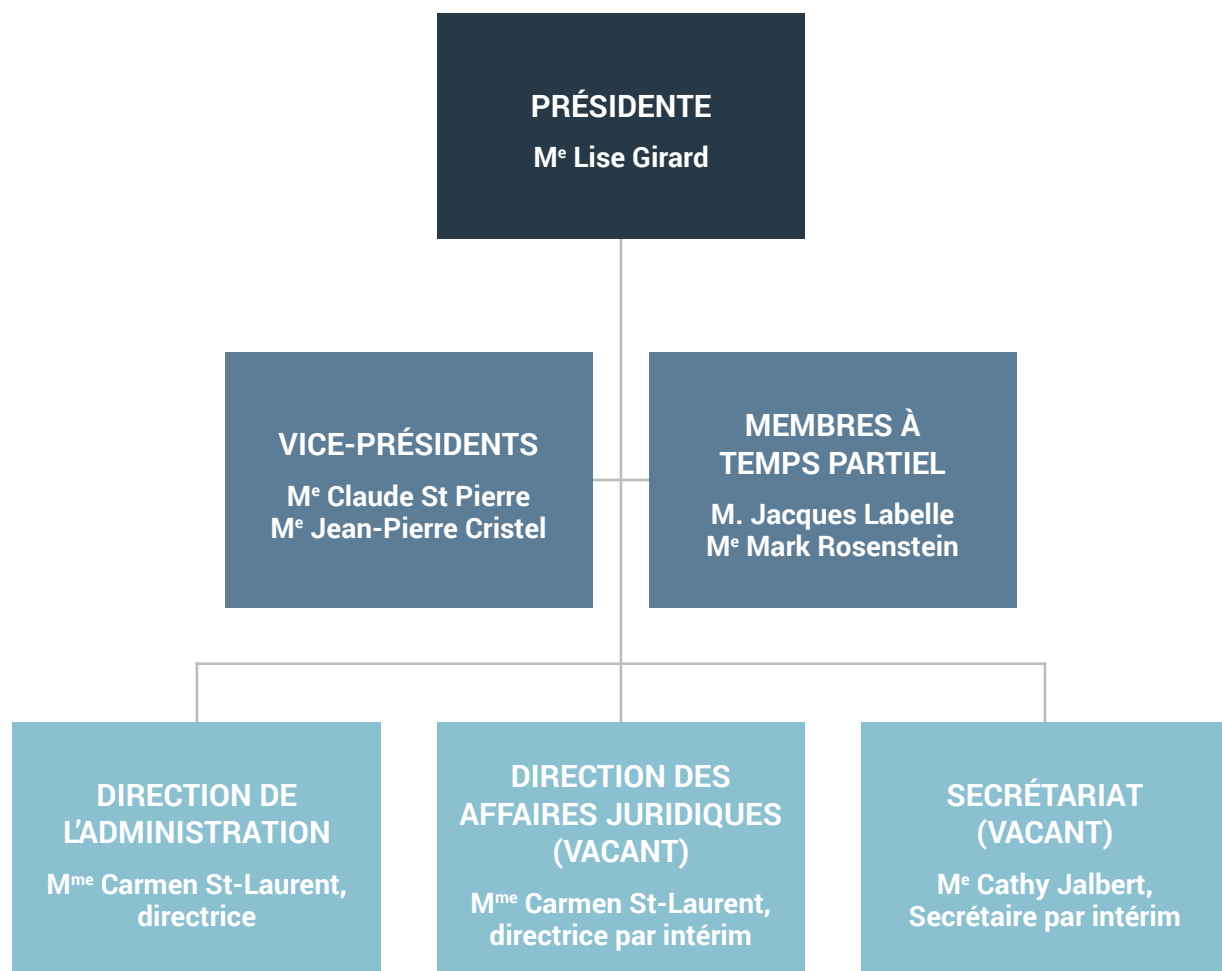 PRÉSIDENTE
Mᵉ Lise Girard
VICE-PRÉSIDENTS
Mᵉ Claude St Pierre
Mᵉ Jean-Pierre Cristel
MEMBRES À
TEMPS PARTIEL
M. Jacques Labelle
Mᵉ Mark Rosenstein
DIRECTION DE
L'ADMINISTRATION
Mᵐᵉ Carmen St-Laurent,
directrice
DIRECTION DES
AFFAIRES JURIDIQUES
(VACANT)
Mᵐᵉ Carmen St-Laurent,
directrice par intérim
SECRÉTARIAT
(VACANT)
Mᵉ Cathy Jalbert,
Secrétaire par intérim